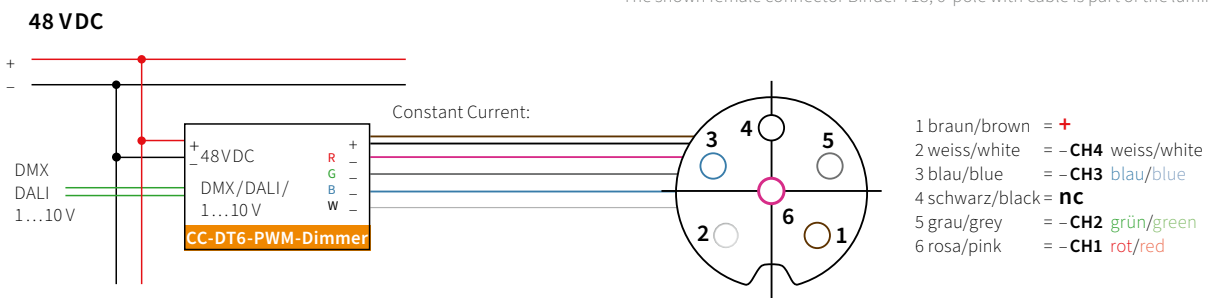 The shown female connector Binder 718, 6-pole with cable is part of the
48 VDC
+
–
Constant Current:
DMX
DALI
1…10 V
+
–
48VDC
DMX/DALI/
1…10 V
R
G
B
W
+
–
–
–
–
CC-DT6-PWM-Dimmer
3
4
5
6
2
1
1 braun/brown = +
2 weiss/white = –CH4 weiss/white
3 blau/blue = –CH3 blau/blue
4 schwarz/black = nc
5 grau/grey = –CH2 grün/green
6 rosa/pink = –CH1 rot/red